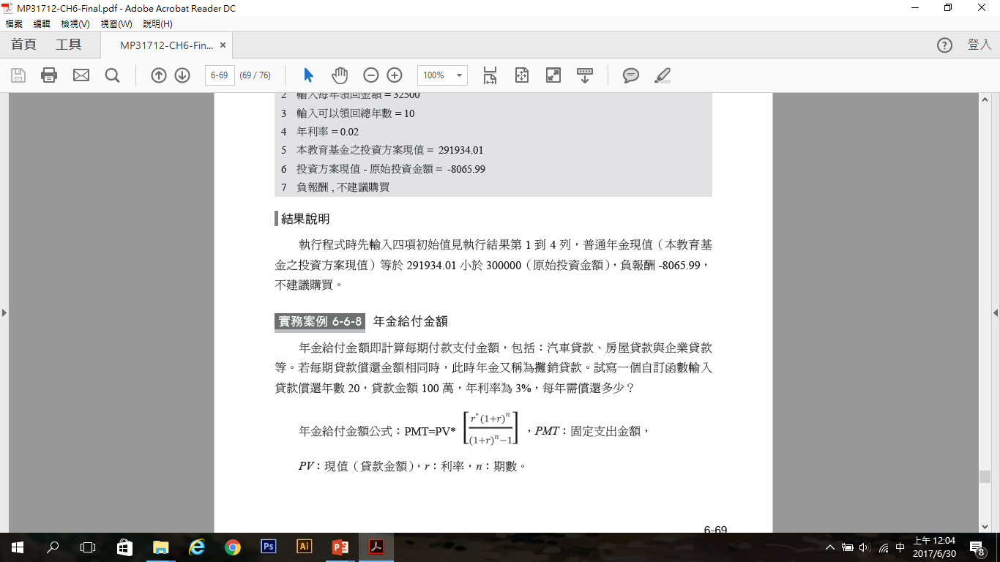 MP31712-CH6-Final.pdf - Adobe Acrobat Reader DC
檔案 編輯 檢視(V) 視窗(W) 說明(H)
首頁 工具 MP31712-CH6-Fin... × ? 登入
6-69 (69 / 76) 100%
2 輸入每年領回金額 = 32500
3 輸入可以領回總年數 = 10
4 年利率 = 0.02
5 本教育基金之投資方案現值 = 291934.01
6 投資方案現值 - 原始投資金額 = -8065.99
7 負報酬 , 不建議購買
結果說明
執行程式時先輸入四項初始值見執行結果第 1 到 4 列，普通年金現值（本教育基
金之投資方案現值）等於 291934.01 小於 300000（原始投資金額），負報酬 -8065.99，
不建議購買。
實務案例 6-6-8 年金給付金額
年金給付金額即計算每期付款支付金額，包括：汽車貸款、房屋貸款與企業貸款
等。若每期貸款償還金額相同時，此時年金又稱為攤銷貸款。試寫一個自訂函數輸入
貸款償還年數 20，貸款金額 100 萬，年利率為 3%，每年需償還多少？
年金給付金額公式：PMT=PV* [r*(1+r)^n / (1+r)^n−1] ，PMT：固定支出金額，
PV：現值（貸款金額），r：利率，n：期數。
6-69
Ps Ai 中 上午 12:04
2017/6/30 8